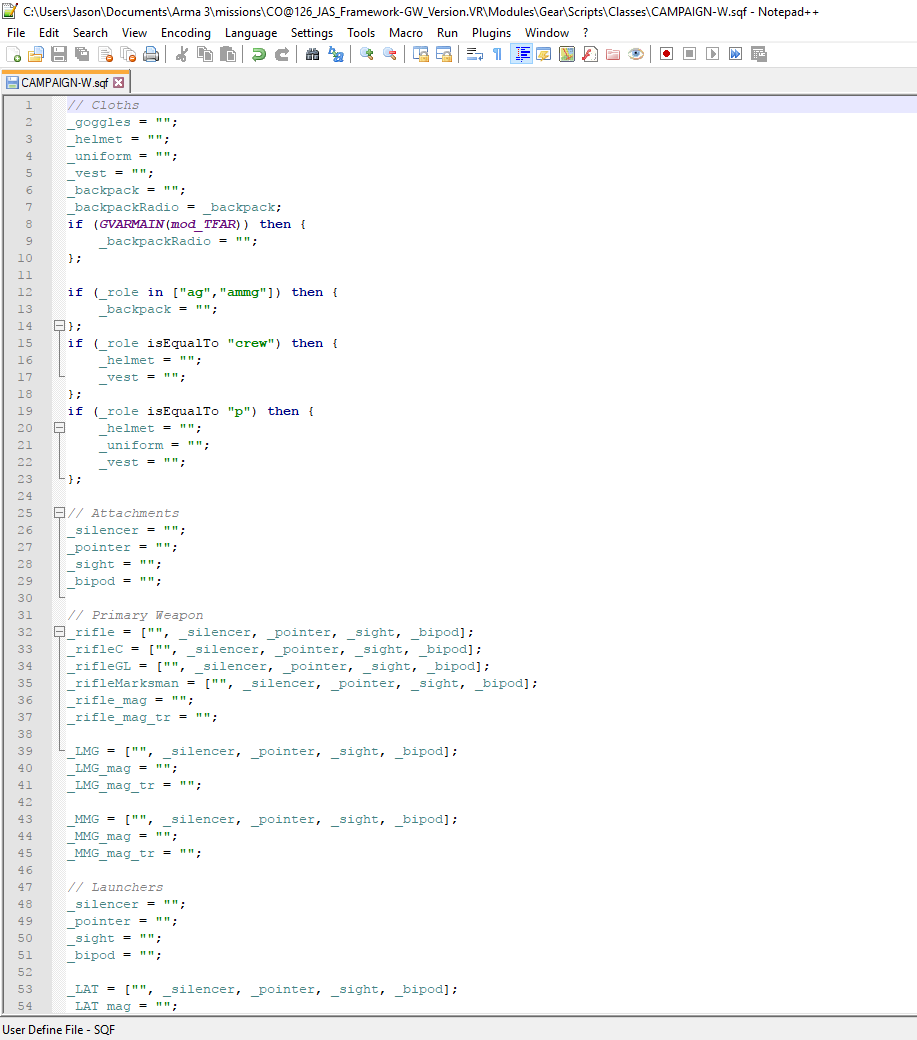 C:\Users\Jason\Documents\Arma 3\missions\CO@126_JAS_Framework-GW_Version.VR\Modules\Gear\Scripts\Classes\CAMPAIGN-W.sqf - Notepad++
File Edit Search View Encoding Language Settings Tools Macro Run Plugins Window ?
CAMPAIGN-W.sqf
1 // Cloths
2 _goggles = "";
3 _helmet = "";
4 _uniform = "";
5 _vest = "";
6 _backpack = "";
7 _backpackRadio = _backpack;
8 if (GVARMAIN(mod_TFAR)) then {
9     _backpackRadio = "";
10 };
11
12 if (_role in ["ag","ammg"]) then {
13     _backpack = "";
14 };
15 if (_role isEqualTo "crew") then {
16     _helmet = "";
17     _vest = "";
18 };
19 if (_role isEqualTo "p") then {
20     _helmet = "";
21     _uniform = "";
22     _vest = "";
23 };
24
25 // Attachments
26 _silencer = "";
27 _pointer = "";
28 _sight = "";
29 _bipod = "";
30
31 // Primary Weapon
32 _rifle = ["", _silencer, _pointer, _sight, _bipod];
33 _rifleC = ["", _silencer, _pointer, _sight, _bipod];
34 _rifleGL = ["", _silencer, _pointer, _sight, _bipod];
35 _rifleMarksman = ["", _silencer, _pointer, _sight, _bipod];
36 _rifle_mag = "";
37 _rifle_mag_tr = "";
38
39 _LMG = ["", _silencer, _pointer, _sight, _bipod];
40 _LMG_mag = "";
41 _LMG_mag_tr = "";
42
43 _MMG = ["", _silencer, _pointer, _sight, _bipod];
44 _MMG_mag = "";
45 _MMG_mag_tr = "";
46
47 // Launchers
48 _silencer = "";
49 _pointer = "";
50 _sight = "";
51 _bipod = "";
52
53 _LAT = ["", _silencer, _pointer, _sight, _bipod];
54 _LAT_mag = "";
User Define File - SQF